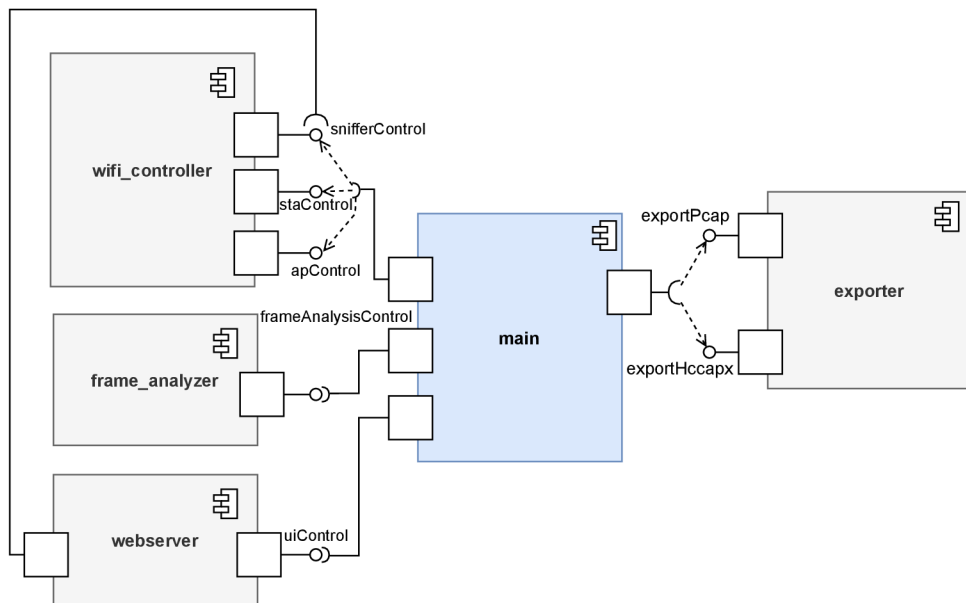 snifferControl
wifi_controller
staControl
apControl
exportPcap
exporter
frameAnalysisControl
main
exportHccapx
frame_analyzer
uiControl
webserver